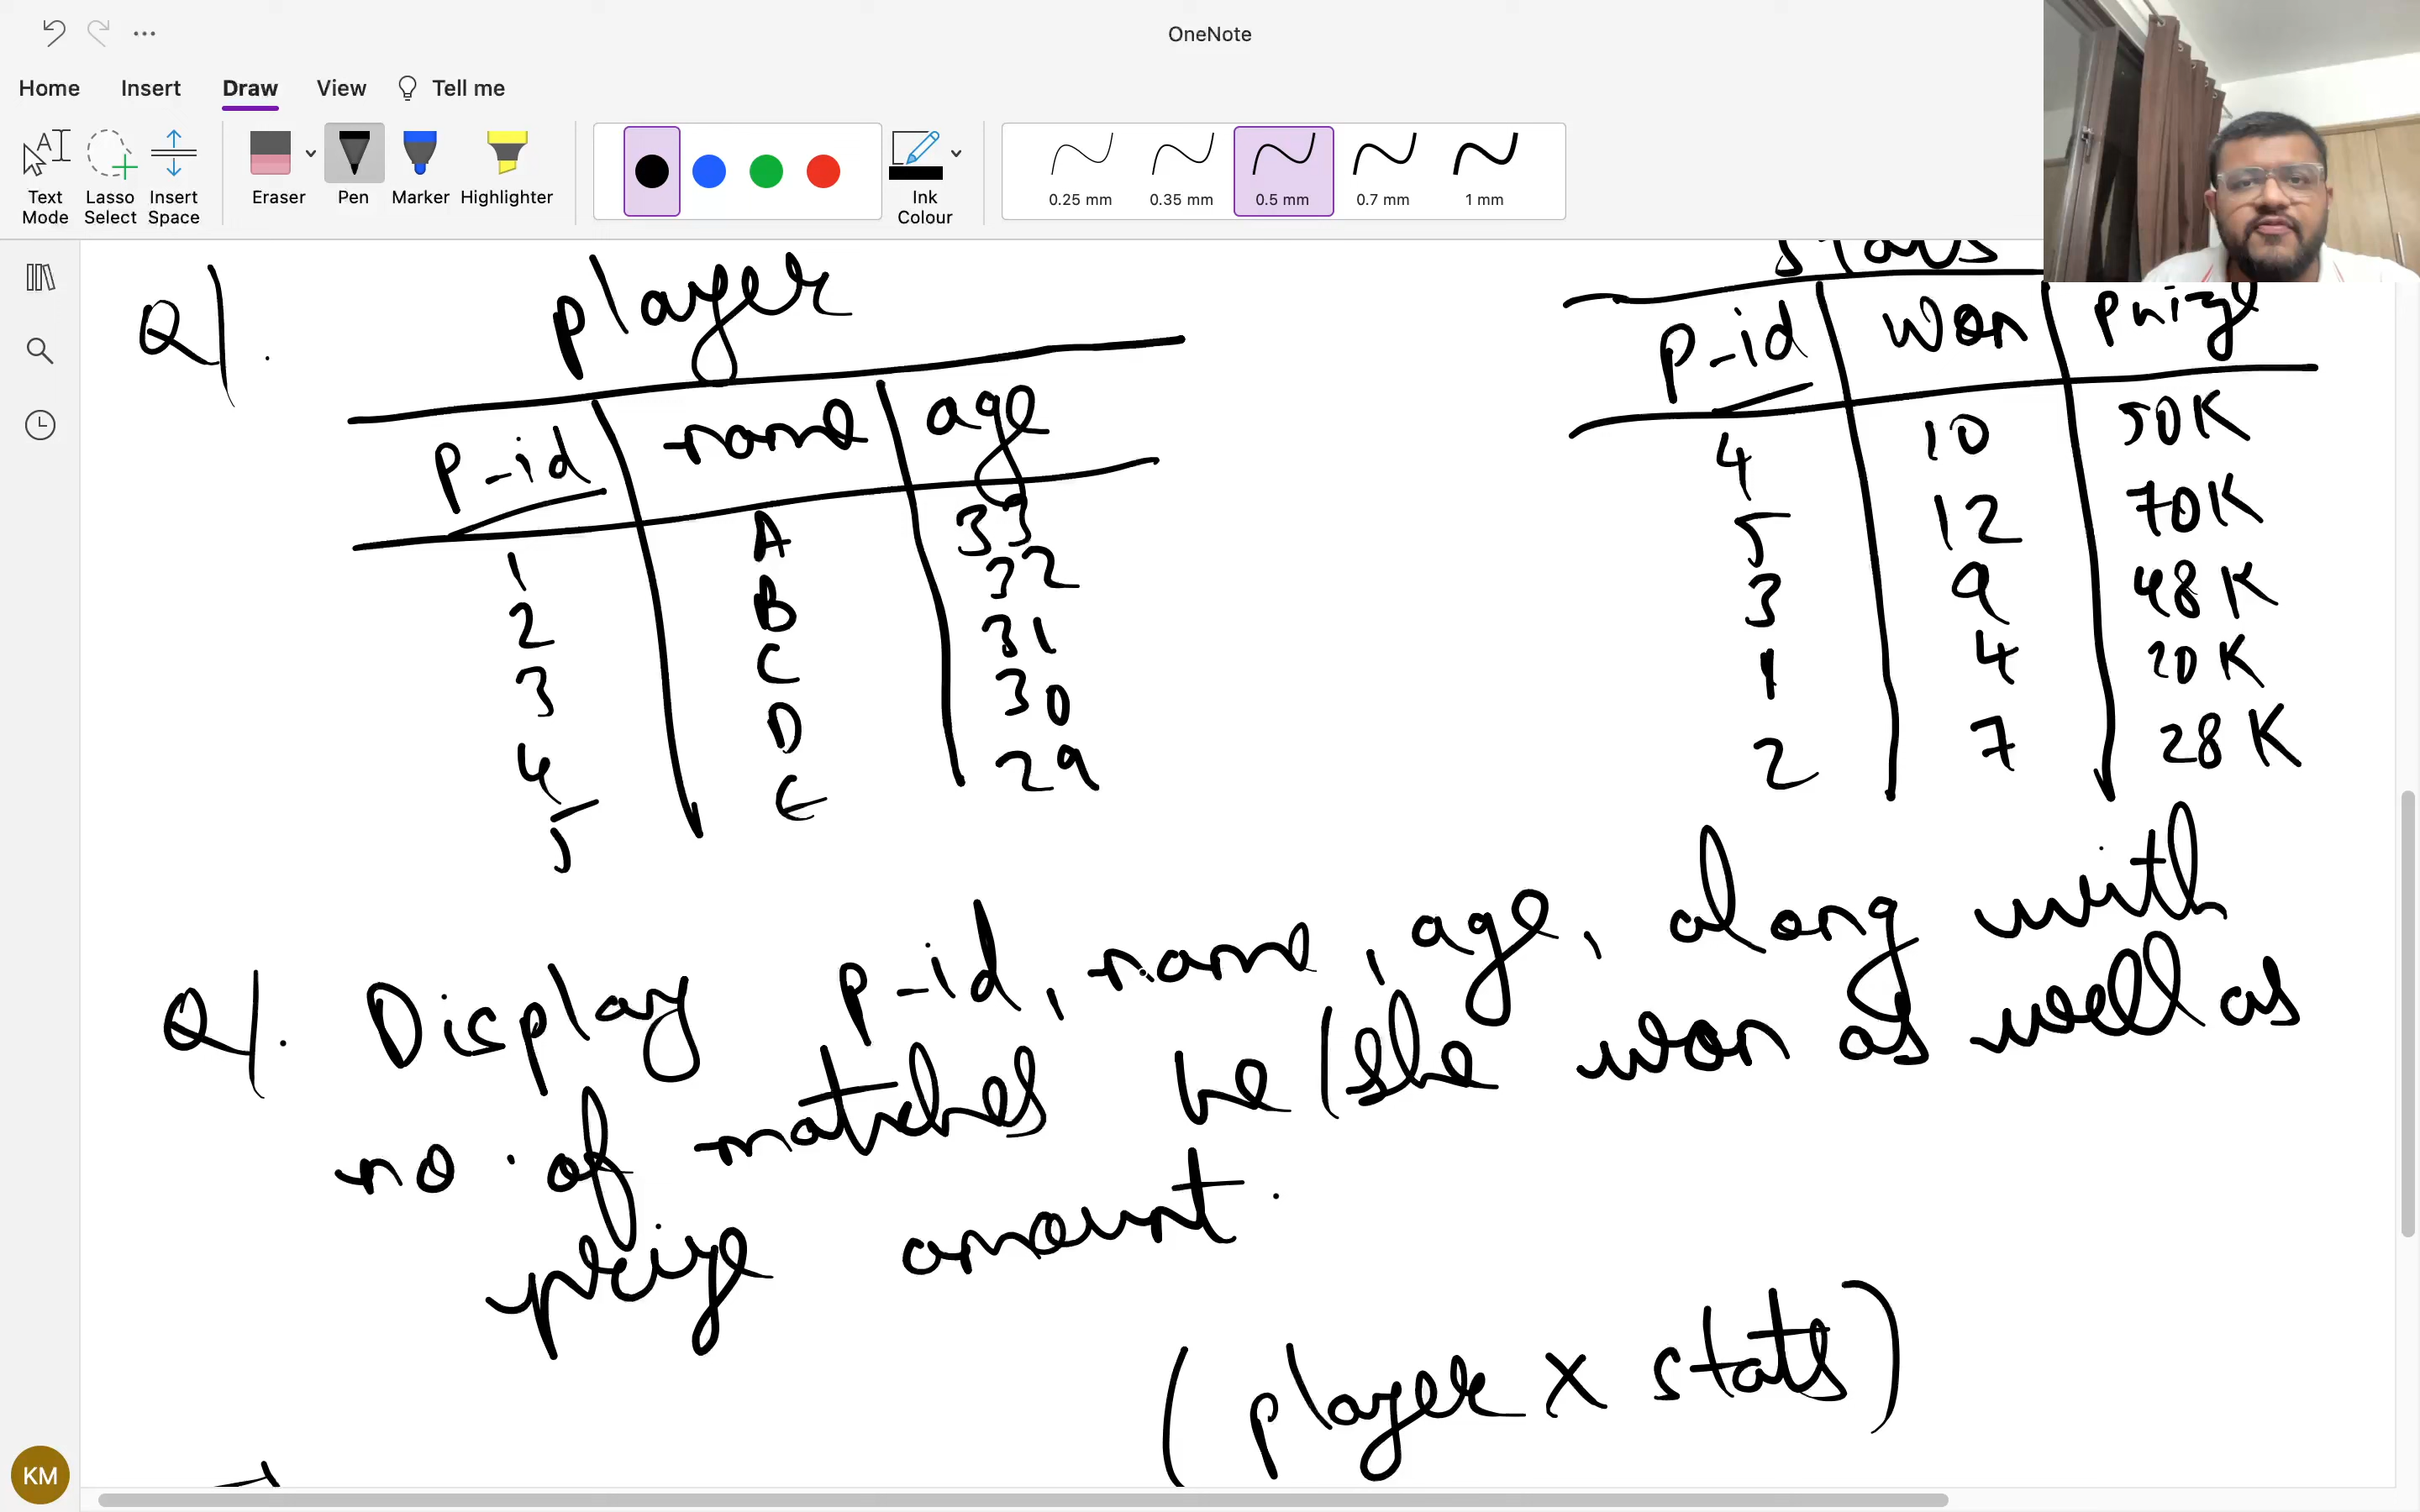 OneNote
Home Insert Draw View Tell me
Text Mode
Lasso Select
Insert Space
Eraser
Pen
Marker
Highlighter
Ink Colour
0.25 mm 0.35 mm 0.5 mm 0.7 mm 1 mm
Q1.
player
P-id name age
1 A 33
2 B 32
3 C 31
4 D 30
5 E 29
stats
P-id won prize
4 10 50K
5 12 70K
3 9 48K
1 4 20K
2 7 28K
Q1. Display p-id, name, age, along with
no. of matches he/she won as well as
prize amount.
(player X stats)
KM